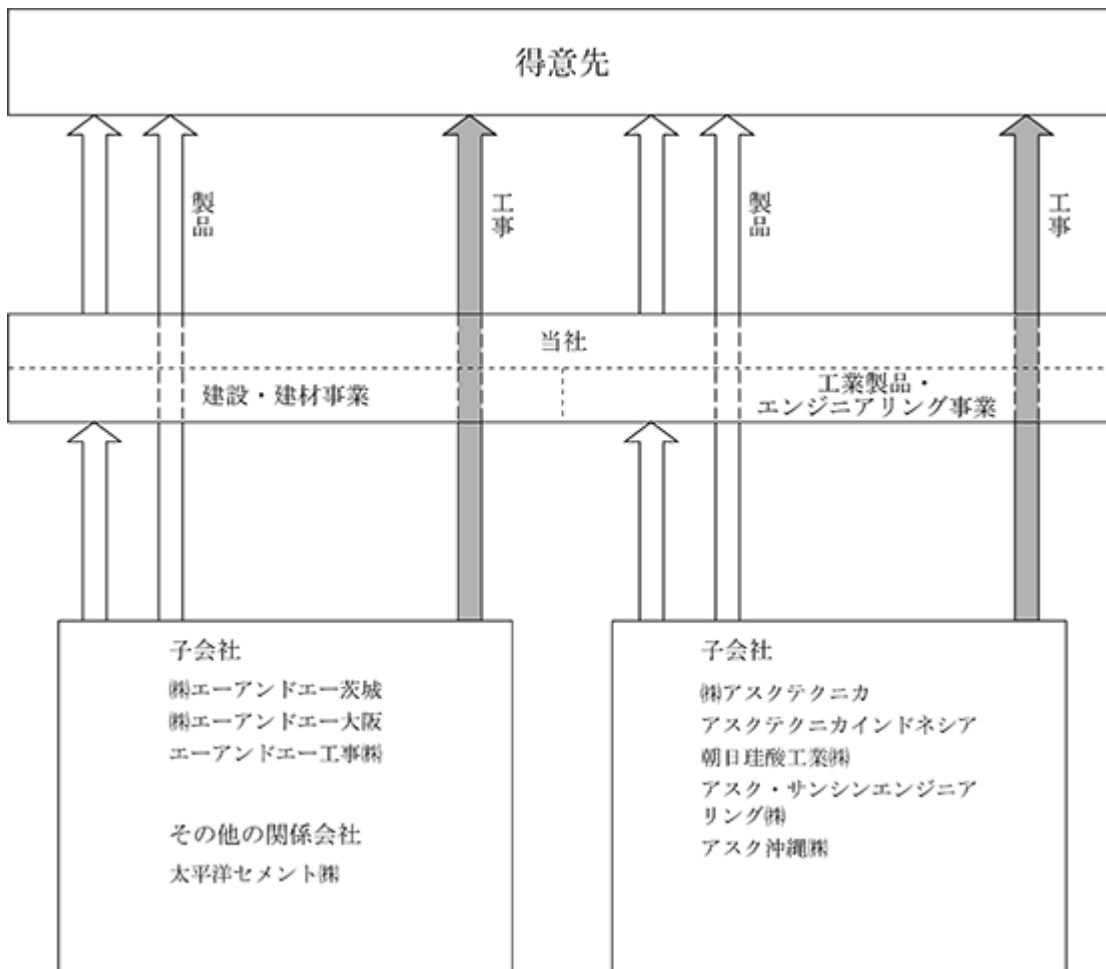 得意先
製品
工事
製品
工事
当社
建設・建材事業
工業製品・
エンジニアリング事業
子会社
㈱エーアンドエー茨城
㈱エーアンドエー大阪
エーアンドエー工事㈱
その他の関係会社
太平洋セメント㈱
子会社
㈱アスクテクニカ
アスクテクニカインドネシア
朝日珪酸工業㈱
アスク・サンシンエンジニア
リング㈱
アスク沖縄㈱